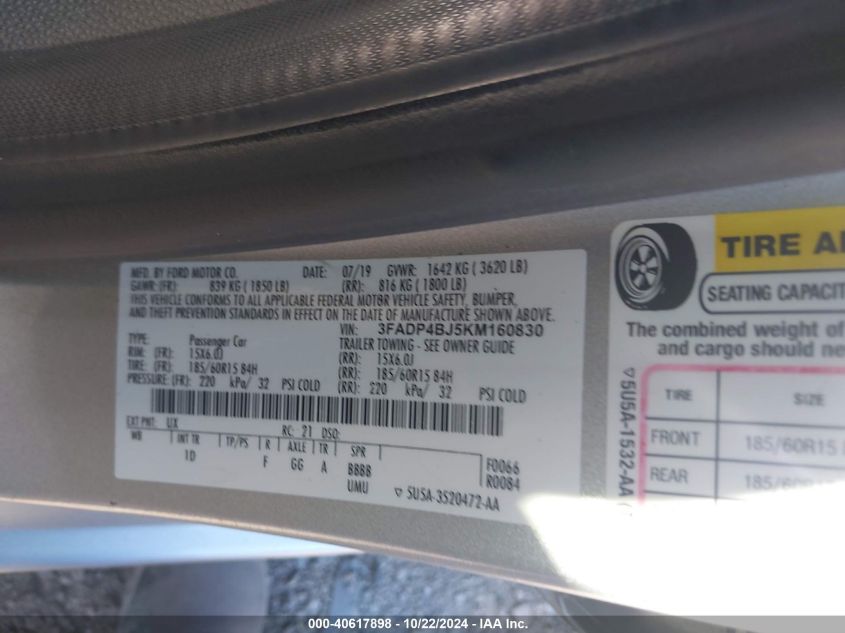 MFD. BY FORD MOTOR CO. DATE: 07/19 GVWR: 1642 KG ( 3620 LB)
GAWR: (FR): 839 KG ( 1850 LB) (RR): 816 KG ( 1800 LB)
THIS VEHICLE CONFORMS TO ALL APPLICABLE FEDERAL MOTOR VEHICLE SAFETY, BUMPER,
AND THEFT PREVENTION STANDARDS IN EFFECT ON THE DATE OF MANUFACTURE SHOWN ABOVE.
VIN: 3FADP4BJ5KM160830
TYPE: Passenger Car TRAILER TOWING - SEE OWNER GUIDE
RIM: (FR): 15X6.0J (RR): 15X6.0J
TIRE: (FR): 185/60R15 84H (RR): 185/60R15 84H
PRESSURE: (FR): 220 kPa/ 32 PSI COLD (RR): 220 kPa/ 32 PSI COLD
EXT PNT: UX RC: 21 DSO:
WB INT TR TP/PS R AXLE TR SPR
1D F GG A BBBB F0066
UMU R0084
▽ 5U5A-3520472-AA
TIRE A
SEATING CAPACIT
The combined weight of
and cargo should ne
▽5U5A-1532-AA
TIRE SIZE
FRONT 185/60R15
REAR
000-40617898 - 10/22/2024 - IAA Inc.